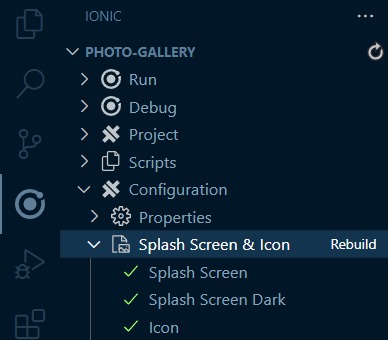 IONIC
PHOTO-GALLERY
Run
Debug
Project
Scripts
Configuration
Properties
Splash Screen & Icon Rebuild
Splash Screen
Splash Screen Dark
Icon